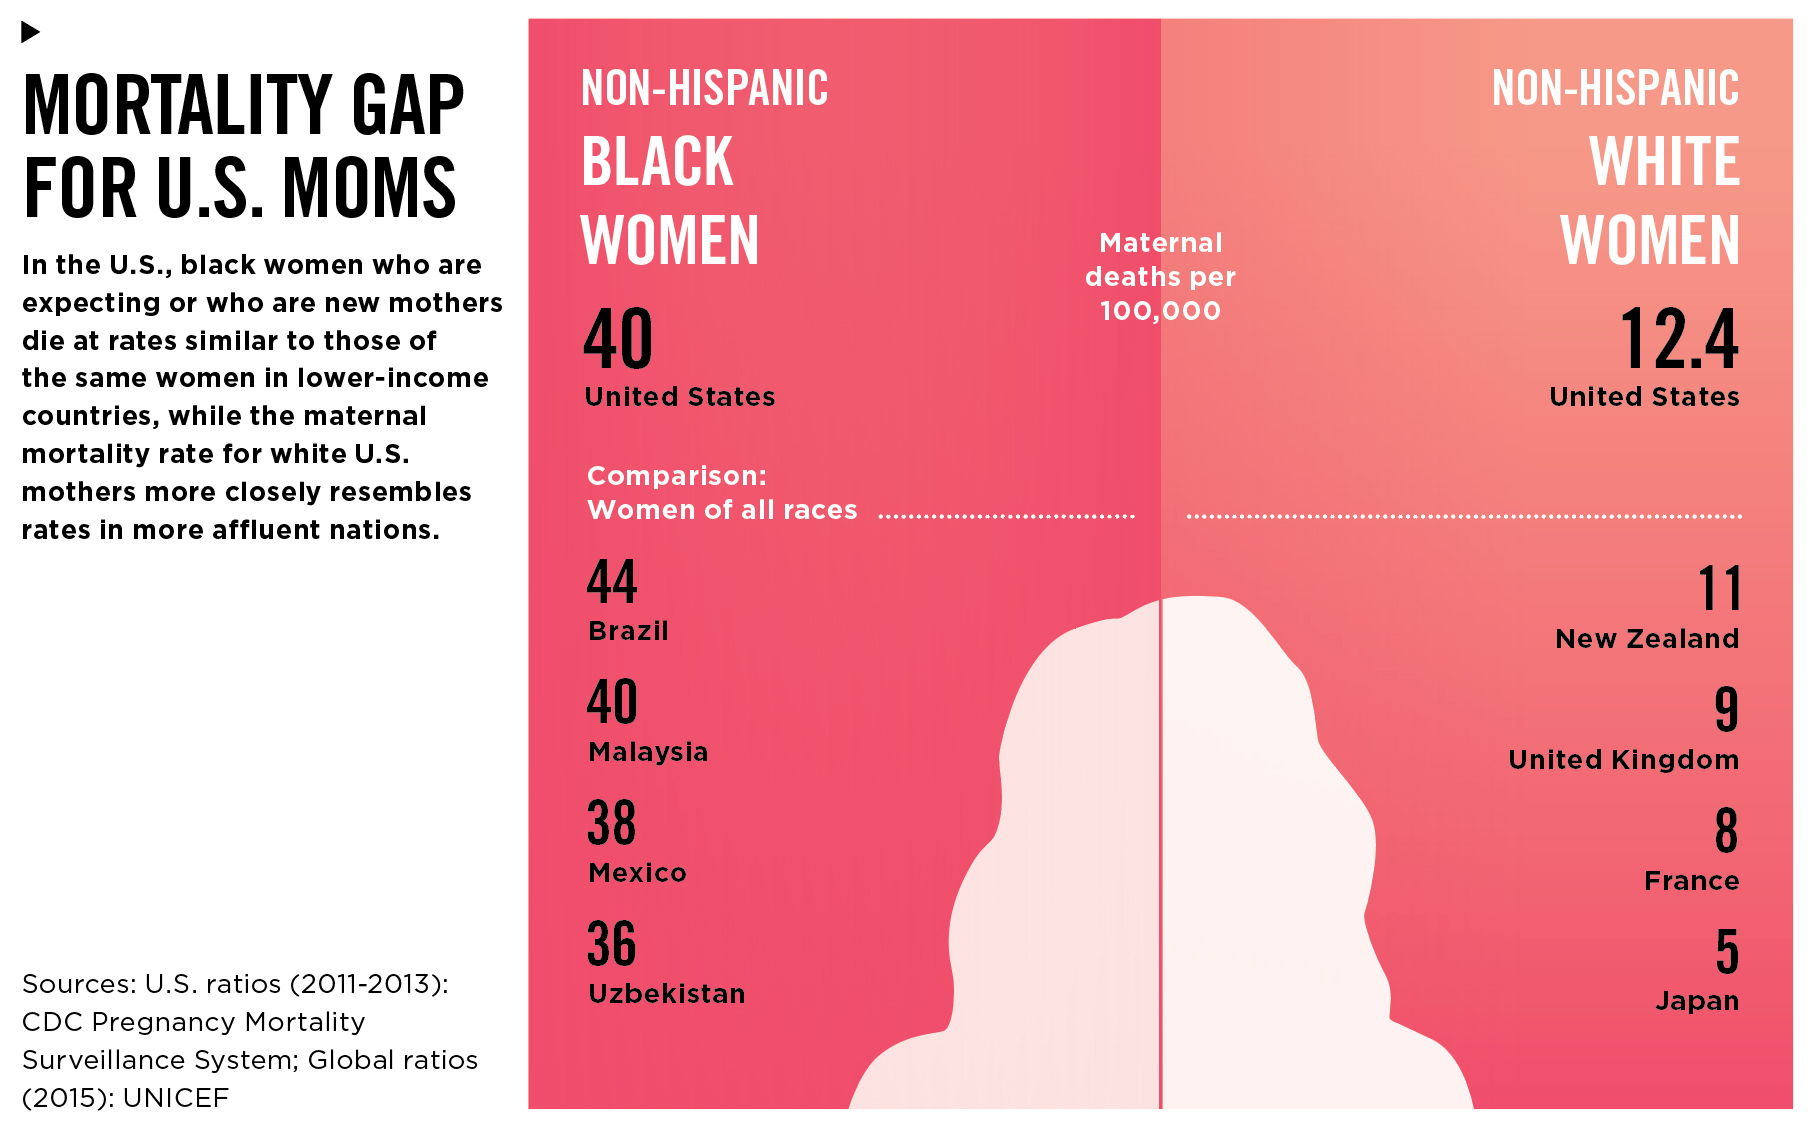 MORTALITY GAP
FOR U.S. MOMS
In the U.S., black women who are
expecting or who are new mothers
die at rates similar to those of
the same women in lower-income
countries, while the maternal
mortality rate for white U.S.
mothers more closely resembles
rates in more affluent nations.
Sources: U.S. ratios (2011-2013):
CDC Pregnancy Mortality
Surveillance System; Global ratios
(2015): UNICEF
NON-HISPANIC
BLACK
WOMEN
40
United States
Maternal
deaths per
100,000
NON-HISPANIC
WHITE
WOMEN
12.4
United States
Comparison:
Women of all races
44
Brazil
40
Malaysia
38
Mexico
36
Uzbekistan
11
New Zealand
9
United Kingdom
8
France
5
Japan